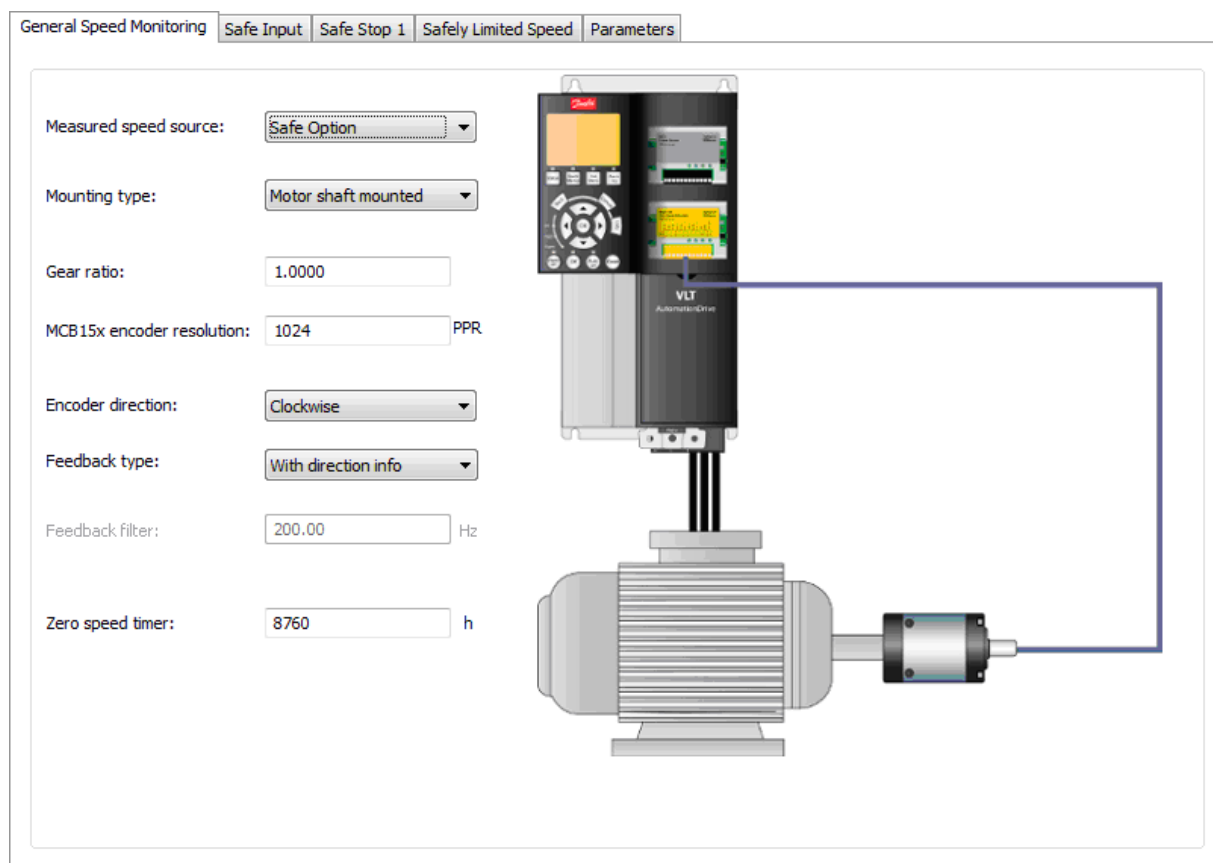 General Speed Monitoring
Safe Input
Safe Stop 1
Safely Limited Speed
Parameters
Measured speed source:
Safe Option
Mounting type:
Motor shaft mounted
Gear ratio:
1.0000
MCB15x encoder resolution:
1024
PPR
Encoder direction:
Clockwise
Feedback type:
With direction info
Feedback filter:
200.00
Hz
Zero speed timer:
8760
h
Danfoss
VLT
AutomationDrive